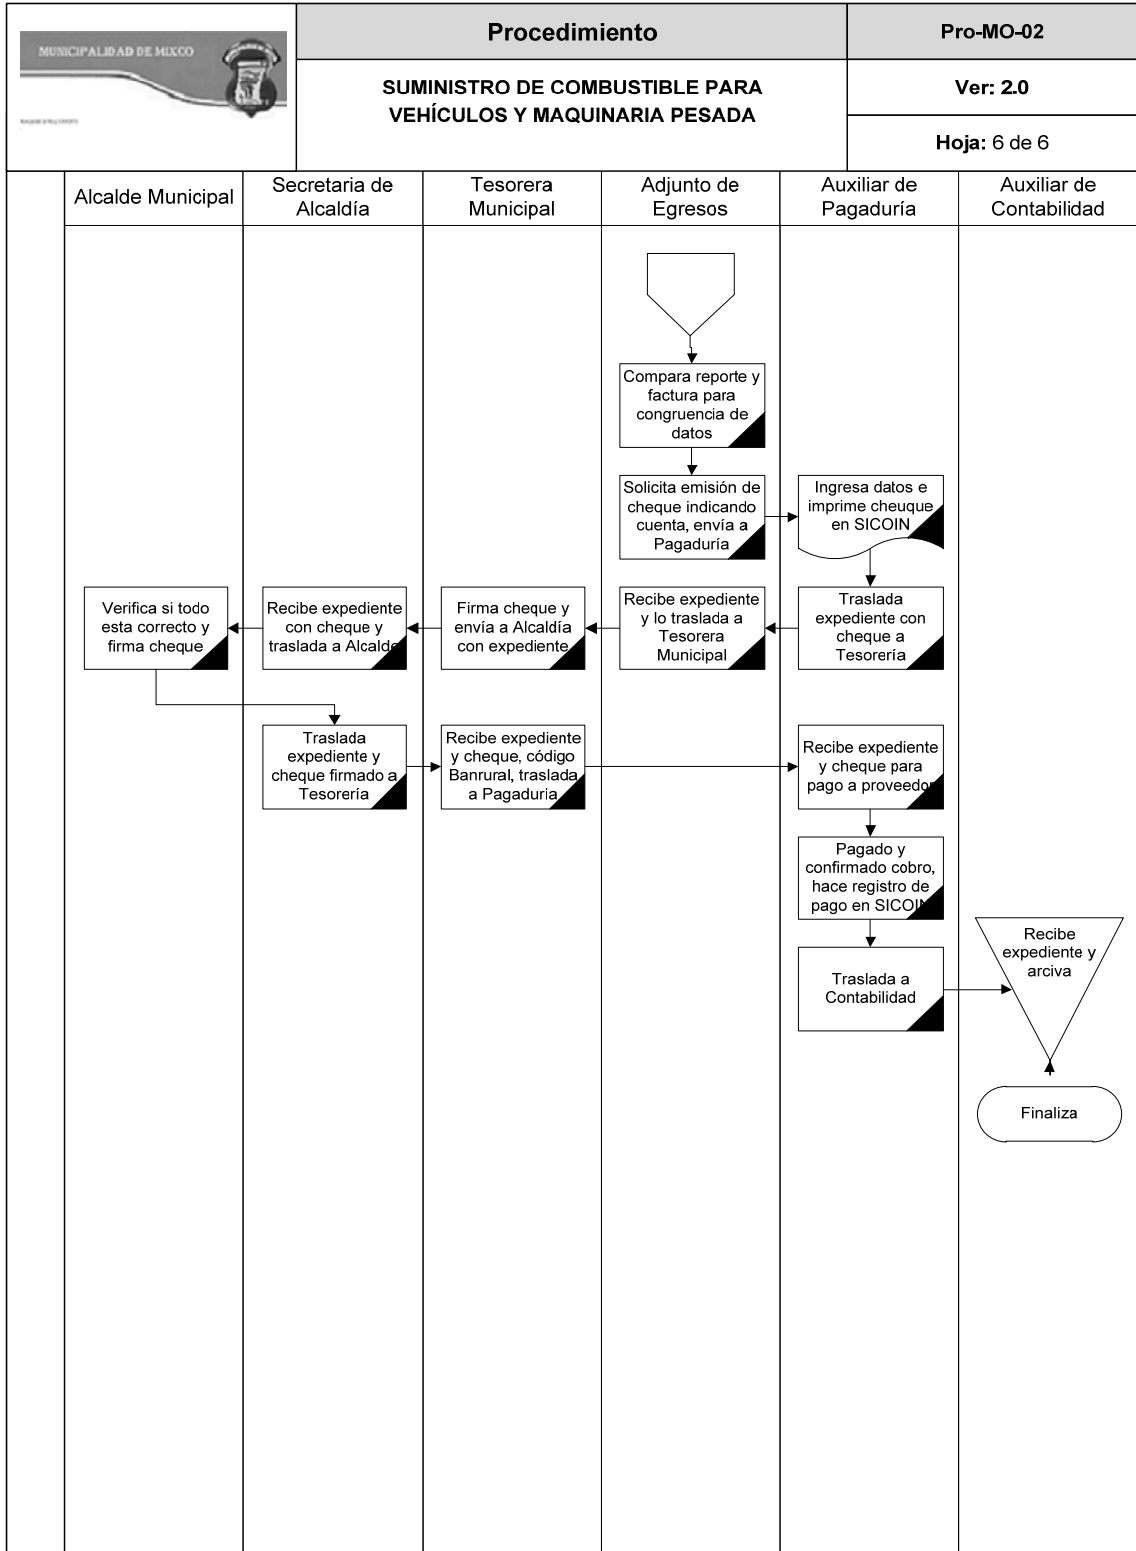 MUNICIPALIDAD DE MIXCO
Procedimiento
Pro-MO-02
SUMINISTRO DE COMBUSTIBLE PARA
VEHÍCULOS Y MAQUINARIA PESADA
Ver: 2.0
Hoja: 6 de 6
Alcalde Municipal
Secretaria de
Alcaldía
Tesorera
Municipal
Adjunto de
Egresos
Auxiliar de
Pagaduría
Auxiliar de
Contabilidad
Compara reporte y
factura para
congruencia de
datos
Solicita emisión de
cheque indicando
cuenta, envía a
Pagaduría
Ingresa datos e
imprime cheuque
en SICOIN
Traslada
expediente con
cheque a
Tesorería
Recibe expediente
y lo traslada a
Tesorera
Municipal
Firma cheque y
envía a Alcaldía
con expediente
Recibe expediente
con cheque y
traslada a Alcalde
Verifica si todo
esta correcto y
firma cheque
Traslada
expediente y
cheque firmado a
Tesorería
Recibe expediente
y cheque, código
Banrural, traslada
a Pagaduría
Recibe expediente
y cheque para
pago a proveedor
Pagado y
confirmado cobro,
hace registro de
pago en SICOIN
Traslada a
Contabilidad
Recibe
expediente y
arciva
Finaliza